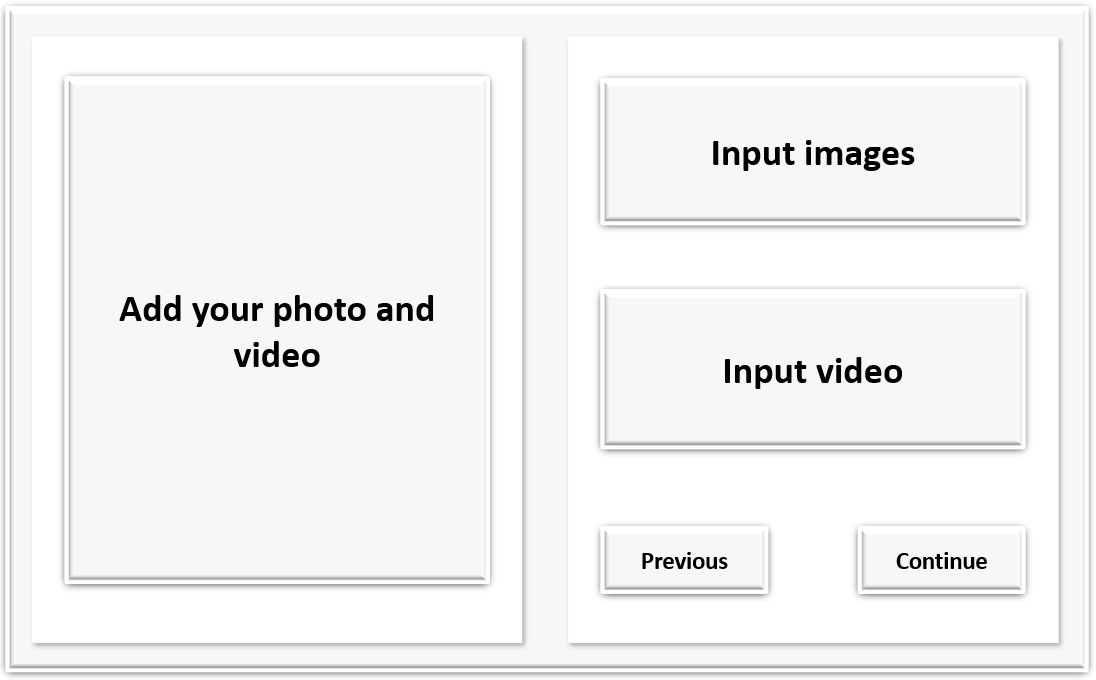 Add your photo and
video
Input images
Input video
Previous
Continue